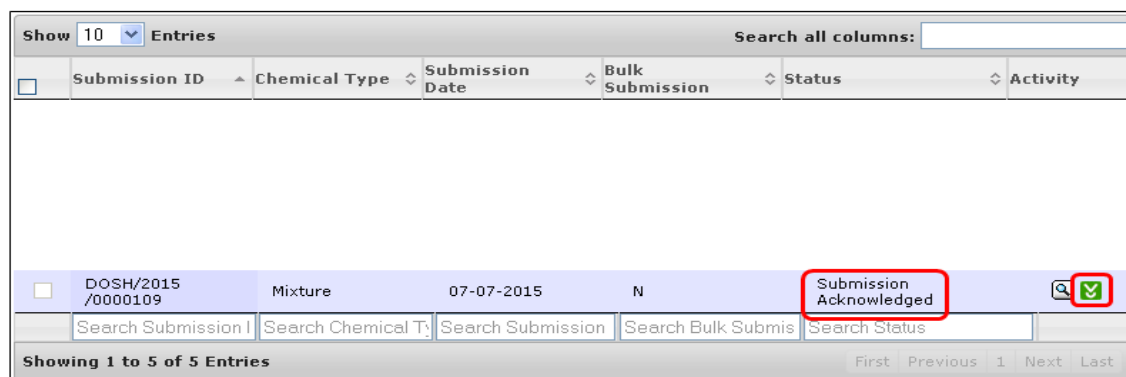 Show 10 Entries Search all columns:
Submission ID Chemical Type Submission Date Bulk Submission Status Activity
DOSH/2015 /0000109 Mixture 07-07-2015 N Submission Acknowledged
Search Submission I Search Chemical Ty Search Submission Search Bulk Submis Search Status
Showing 1 to 5 of 5 Entries First Previous 1 Next Last